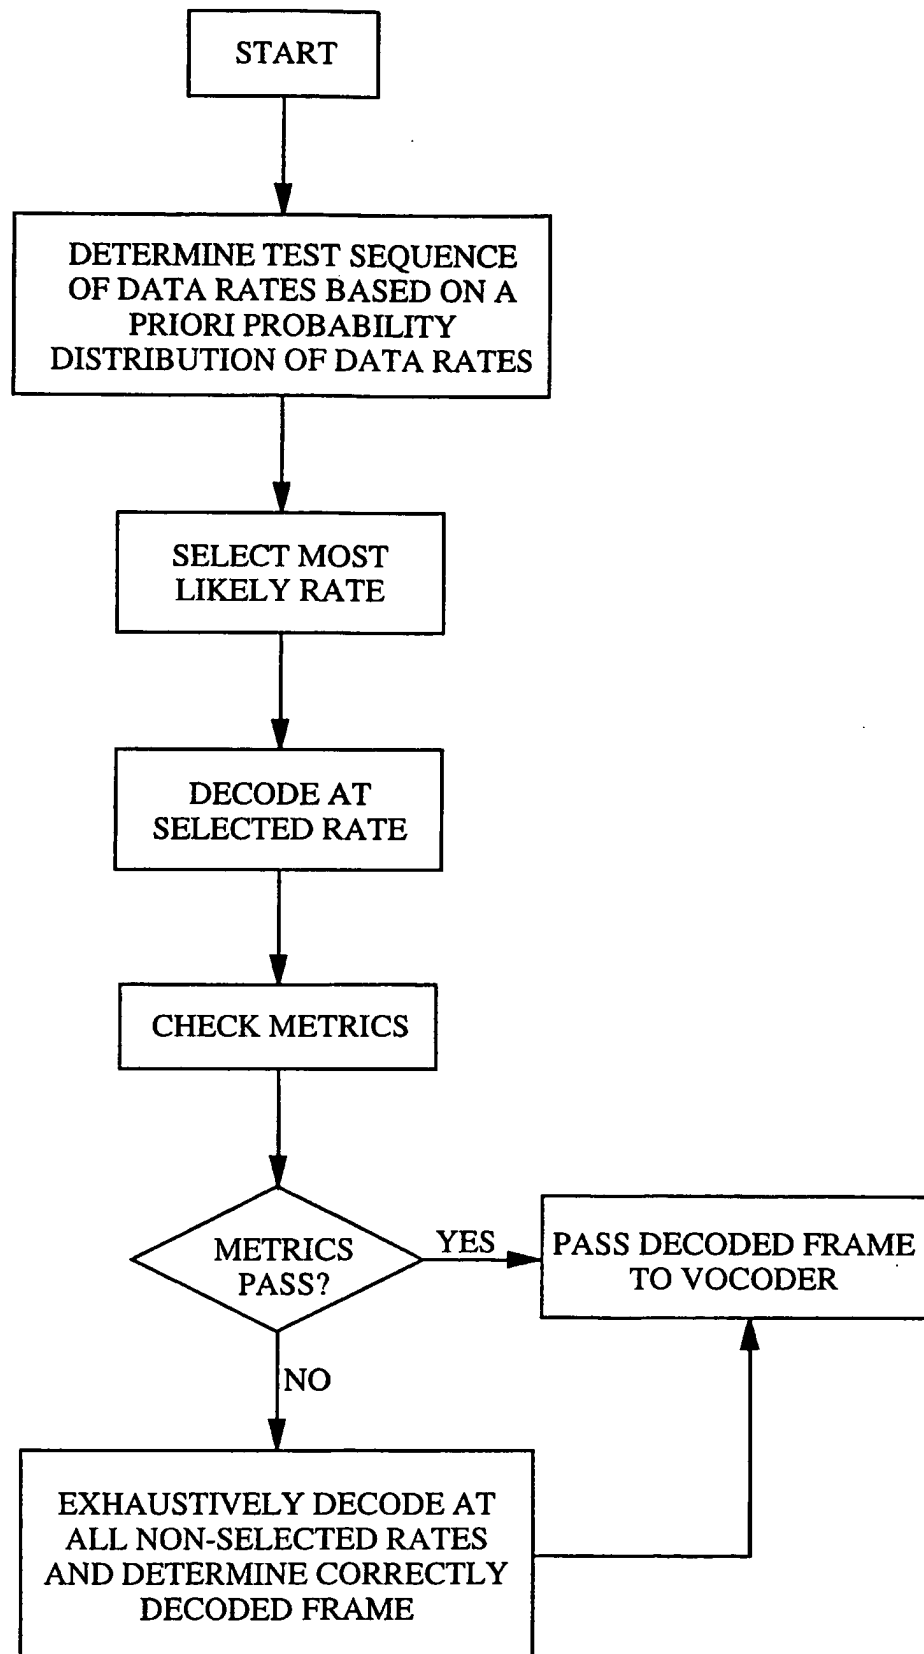 START
DETERMINE TEST SEQUENCE
OF DATA RATES BASED ON A
PRIORI PROBABILITY
DISTRIBUTION OF DATA RATES
SELECT MOST
LIKELY RATE
DECODE AT
SELECTED RATE
CHECK METRICS
METRICS
PASS?
YES
PASS DECODED FRAME
TO VOCODER
NO
EXHAUSTIVELY DECODE AT
ALL NON-SELECTED RATES
AND DETERMINE CORRECTLY
DECODED FRAME